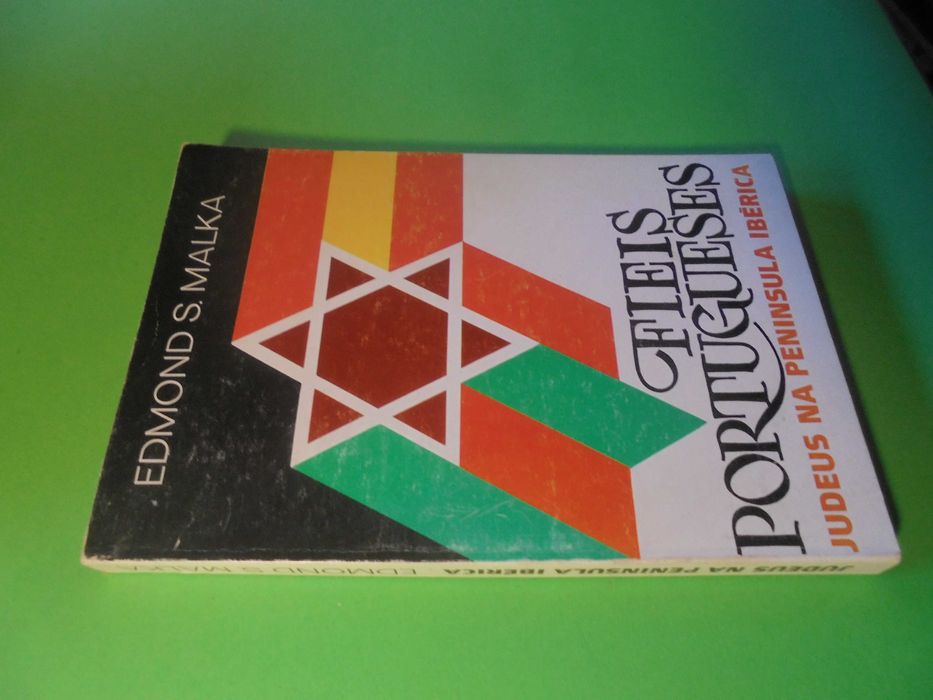 EDMOND S. MALKA
FIEIS
PORTUGUESES
JUDEUS NA PENINSULA IBÉRICA
JUDEUS NA PENINSULA IBÉRICA EDMOND S. MALKA